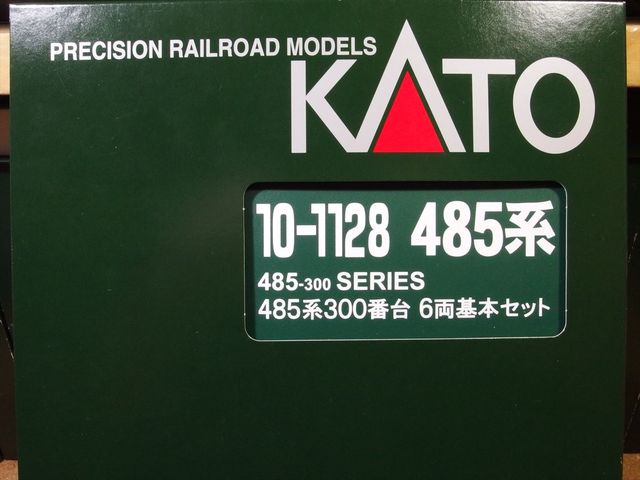 PRECISION RAILROAD MODELS
KATO
10-1128 485系
485-300 SERIES
485系300番台 6両基本セット